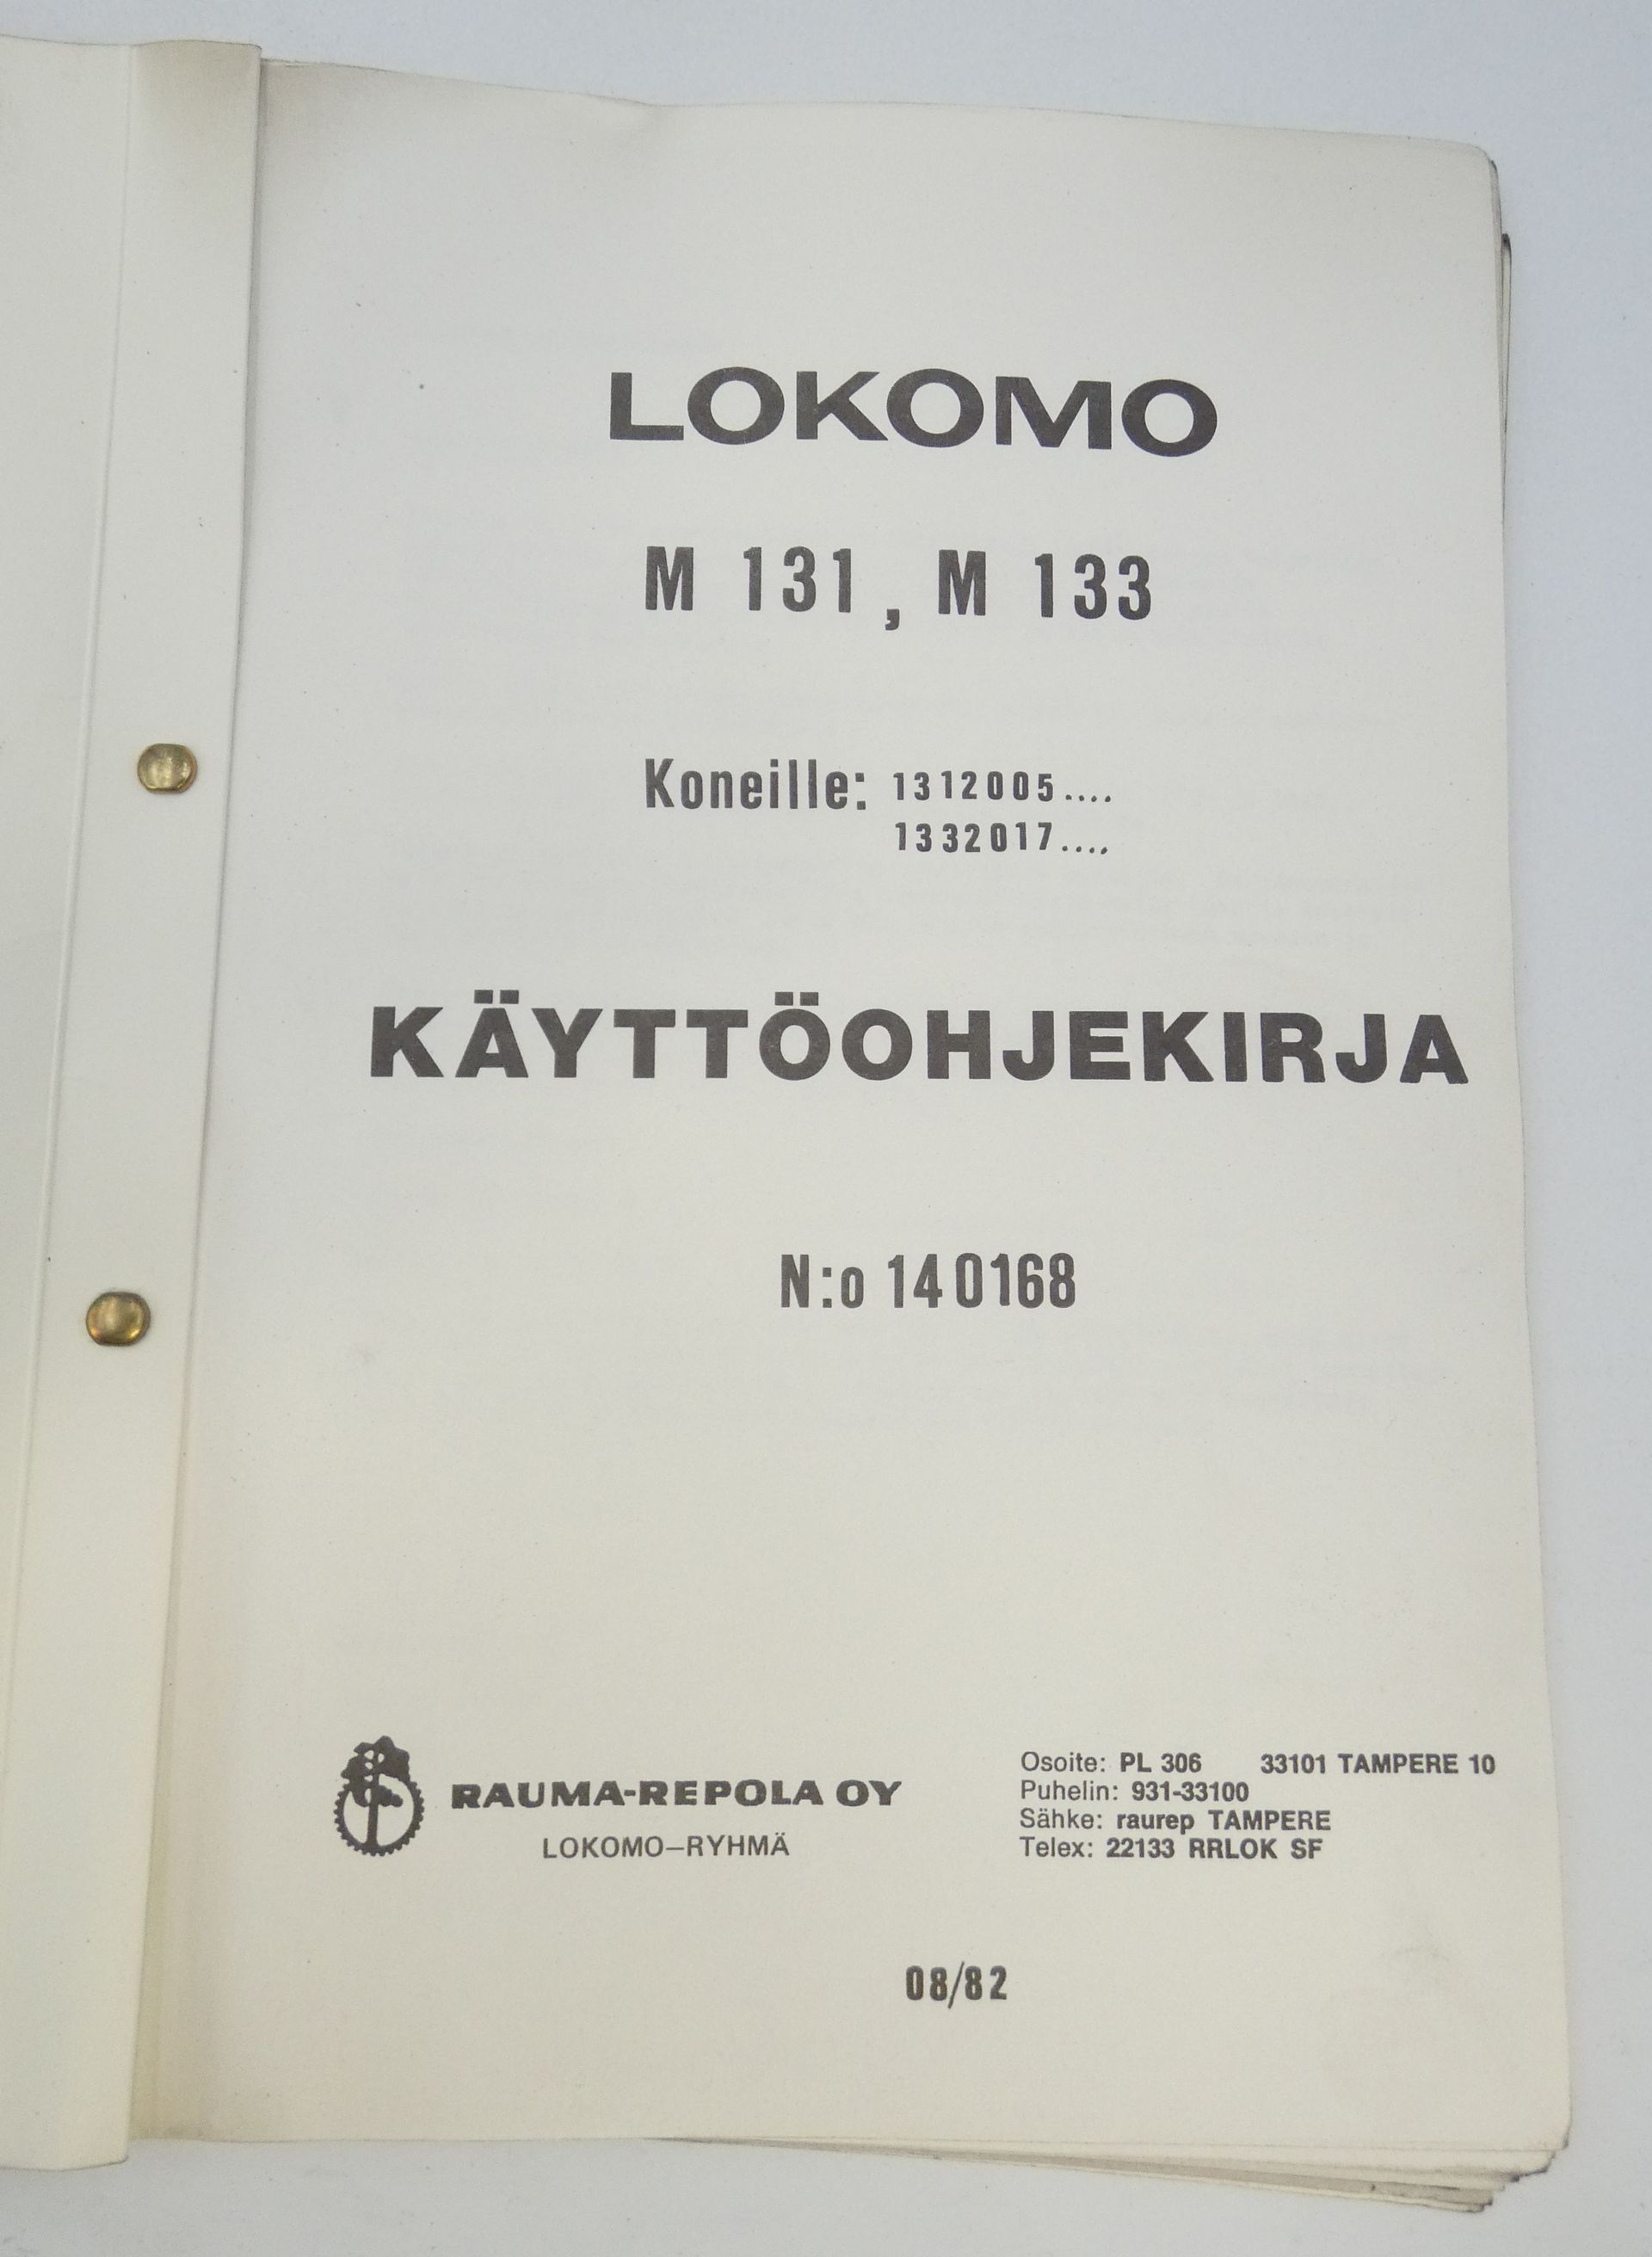 LOKOMO
M 131, M 133
Koneille: 1312005....
1332017....
KÄYTTÖOHJEKIRJA
N:o 140168
RAUMA-REPOLA OY
LOKOMO–RYHMÄ
Osoite: PL 306 33101 TAMPERE 10
Puhelin: 931-33100
Sähke: raurep TAMPERE
Telex: 22133 RRLOK SF
08/82